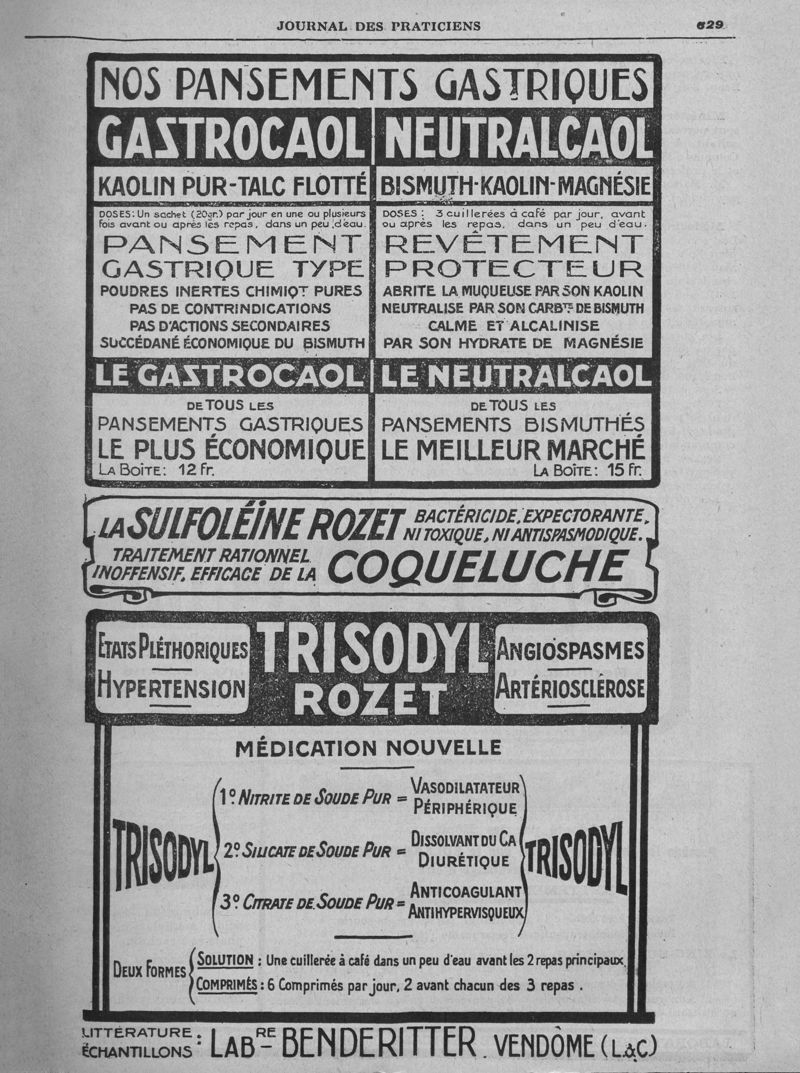 JOURNAL DES PRATICIENS 629
NOS PANSEMENTS GASTRIQUES
GASTROCAOL
KAOLIN PUR-TALC FLOTTÉ
DOSES: Un sachet (20gr.) par jour en une ou plusieurs
fois avant ou après les repas, dans un peu d'eau.
PANSEMENT
GASTRIQUE TYPE
POUDRES INERTES CHIMIQT PURES
PAS DE CONTRINDICATIONS
PAS D'ACTIONS SECONDAIRES
SUCCÉDANÉ ÉCONOMIQUE DU BISMUTH
LE GASTROCAOL
DE TOUS LES
PANSEMENTS GASTRIQUES
LE PLUS ÉCONOMIQUE
LA BOÎTE: 12 Fr.
NEUTRALCAOL
BISMUTH-KAOLIN-MAGNÉSIE
DOSES: 3 cuillerées à café par jour, avant
ou après les repas, dans un peu d'eau.
REVÊTEMENT
PROTECTEUR
ABRITE LA MUQUEUSE PAR SON KAOLIN
NEUTRALISE PAR SON CARBTE DE BISMUTH
CALME ET ALCALINISE
PAR SON HYDRATE DE MAGNÉSIE
LE NEUTRALCAOL
DE TOUS LES
PANSEMENTS BISMUTHÉS
LE MEILLEUR MARCHÉ
LA BOÎTE: 15 Fr.
LA SULFOLÉÏNE ROZET BACTÉRICIDE, EXPECTORANTE,
NI TOXIQUE, NI ANTISPASMODIQUE.
TRAITEMENT RATIONNEL
INOFFENSIF, EFFICACE DE LA COQUELUCHE
ETATS PLÉTHORIQUES
HYPERTENSION
TRISODYL
ROZET
ANGIOSPASMES
ARTÉRIOSCLÉROSE
MÉDICATION NOUVELLE
TRISODYL
1º. NITRITE DE SOUDE PUR = VASODILATATEUR
PÉRIPHÉRIQUE
2º. SILICATE DE SOUDE PUR = DISSOLVANT DU CA
DIURÉTIQUE
3º CITRATE DE SOUDE PUR = ANTICOAGULANT
ANTIHYPERVISQUEUX
TRISODYL
DEUX FORMES
SOLUTION : Une cuillerée à café dans un peu d'eau avant les 2 repas principaux.
COMPRIMÉS : 6 Comprimés par jour, 2 avant chacun des 3 repas.
LITTÉRATURE:
ÉCHANTILLONS:
LABRE BENDERITTER. VENDÔME (L.&C.)